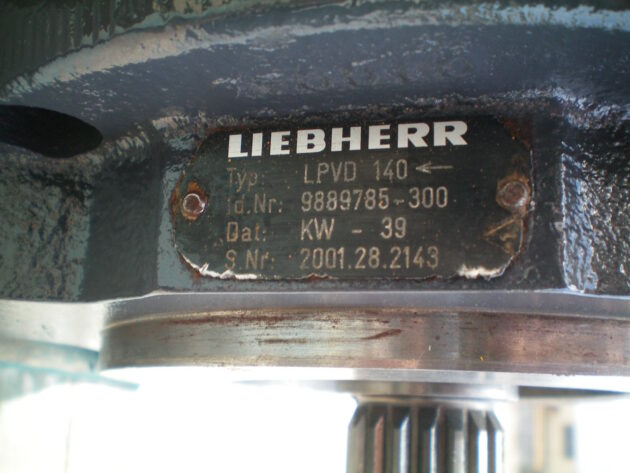 LIEBHERR
Typ: LPVD 140 ←
Id.Nr: 9889785-300
Dat: KW - 39
S.Nr: 2001.28.2143